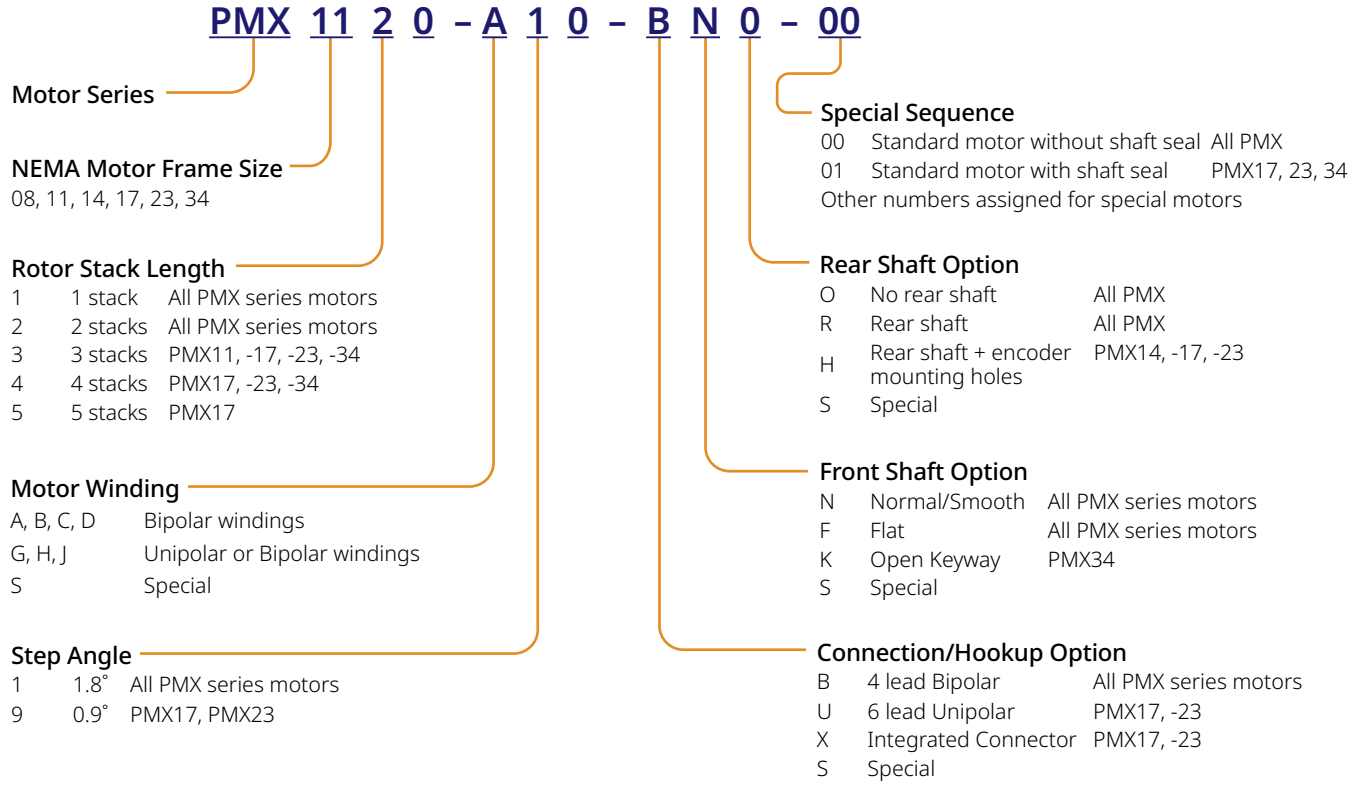 PMX 11 2 0 – A 1 0 – B N 0 – 00
Motor Series
NEMA Motor Frame Size
08, 11, 14, 17, 23, 34
Rotor Stack Length
1 1 stack All PMX series motors
2 2 stacks All PMX series motors
3 3 stacks PMX11, -17, -23, -34
4 4 stacks PMX17, -23, -34
5 5 stacks PMX17
Motor Winding
A, B, C, D Bipolar windings
G, H, J Unipolar or Bipolar windings
S Special
Step Angle
1 1.8˚ All PMX series motors
9 0.9˚ PMX17, PMX23
Special Sequence
00 Standard motor without shaft seal All PMX
01 Standard motor with shaft seal PMX17, 23, 34
Other numbers assigned for special motors
Rear Shaft Option
O No rear shaft All PMX
R Rear shaft All PMX
H Rear shaft + encoder PMX14, -17, -23
mounting holes
S Special
Front Shaft Option
N Normal/Smooth All PMX series motors
F Flat All PMX series motors
K Open Keyway PMX34
S Special
Connection/Hookup Option
B 4 lead Bipolar All PMX series motors
U 6 lead Unipolar PMX17, -23
X Integrated Connector PMX17, -23
S Special